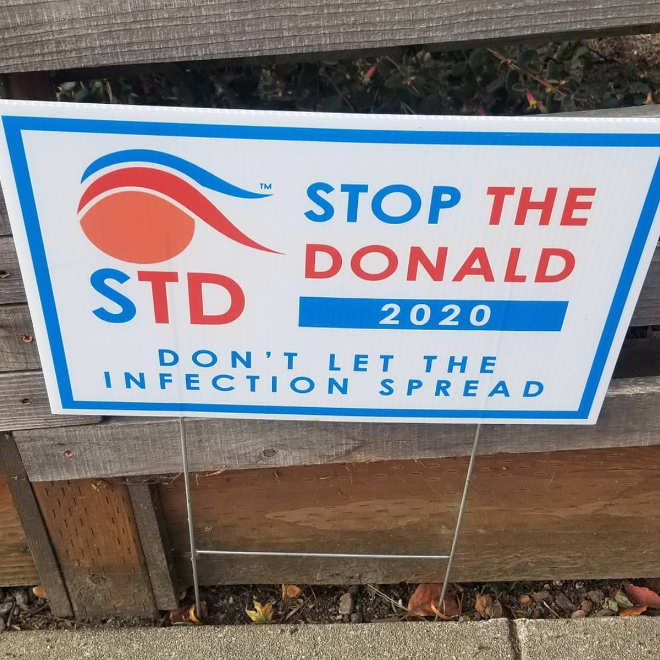 ™
STD
STOP THE
DONALD
2020
DON'T LET THE
INFECTION SPREAD